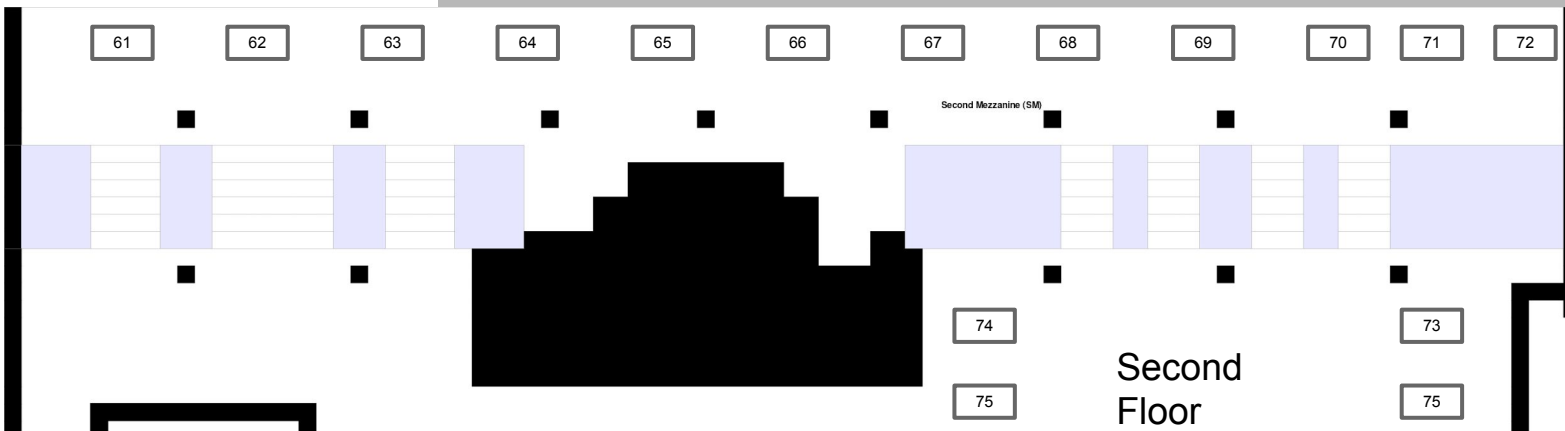 61 62 63 64 65 66 67 68 69 70 71 72
Second Mezzanine (SM)
74 73
Second
Floor
75 75